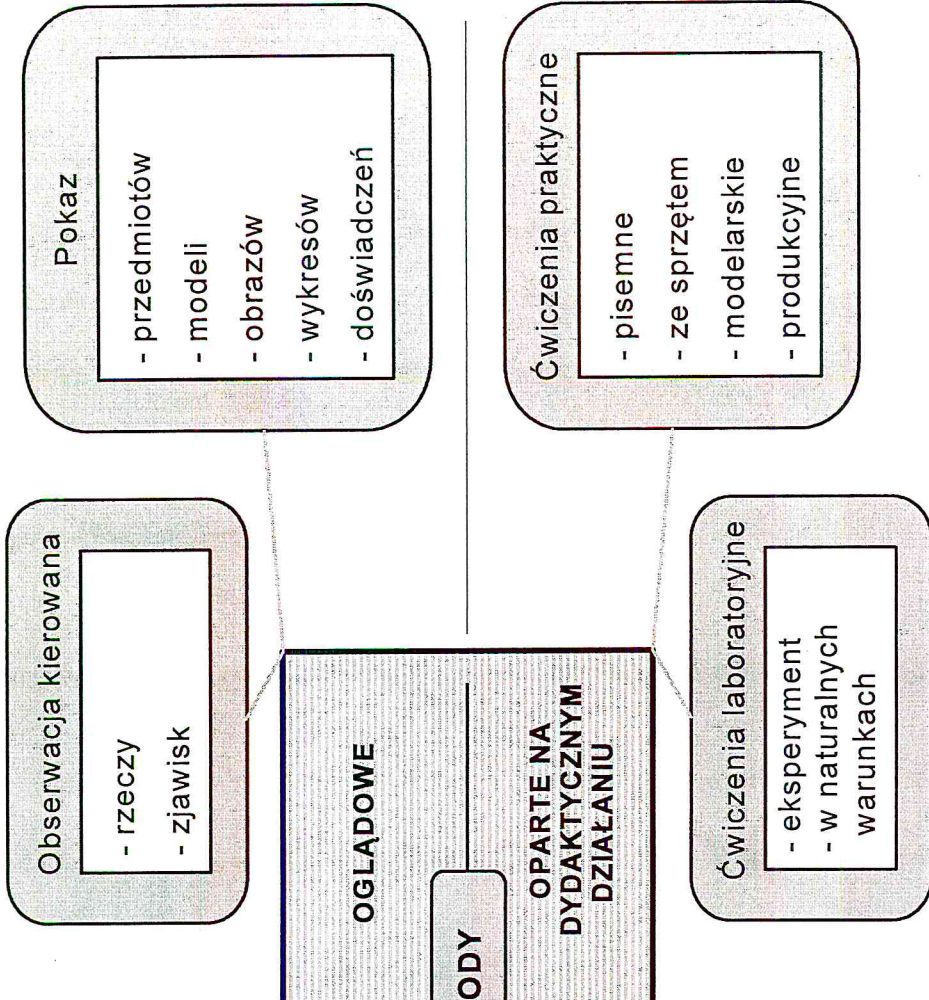 Obserwacja kierowana
- rzeczy
- zjawisk
Pokaz
- przedmiotów
- modeli
- obrazów
- wykresów
- doświadczeń
OGLĄDOWE
ODY
OPARTE NA
DYDAKTYCZNYM
DZIAŁANIU
Ćwiczenia laboratoryjne
- eksperyment
- w naturalnych
warunkach
Ćwiczenia praktyczne
- pisemne
- ze sprzętem
- modelarskie
- produkcyjne